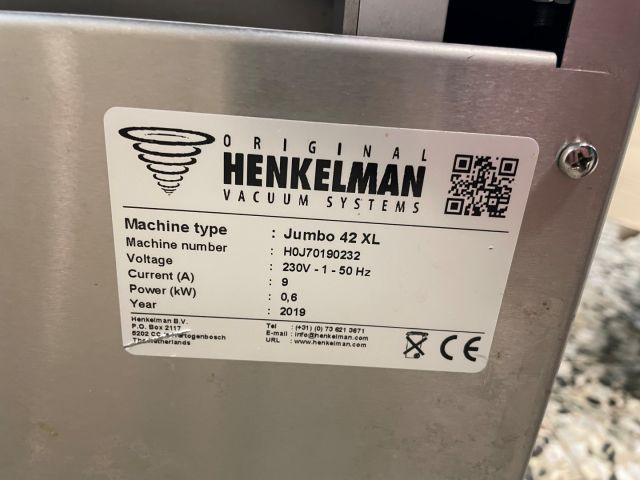 ORIGINAL
HENKELMAN
VACUUM SYSTEMS
Machine type : Jumbo 42 XL
Machine number : H0J70190232
Voltage : 230V - 1 - 50 Hz
Current (A) : 9
Power (kW) : 0,6
Year : 2019
Henkelman B.V.
P.O. Box 2117
Tel : (+31) (0) 73 621 3671
E-mail : info@henkelman.com
URL : www.henkelman.com
CE